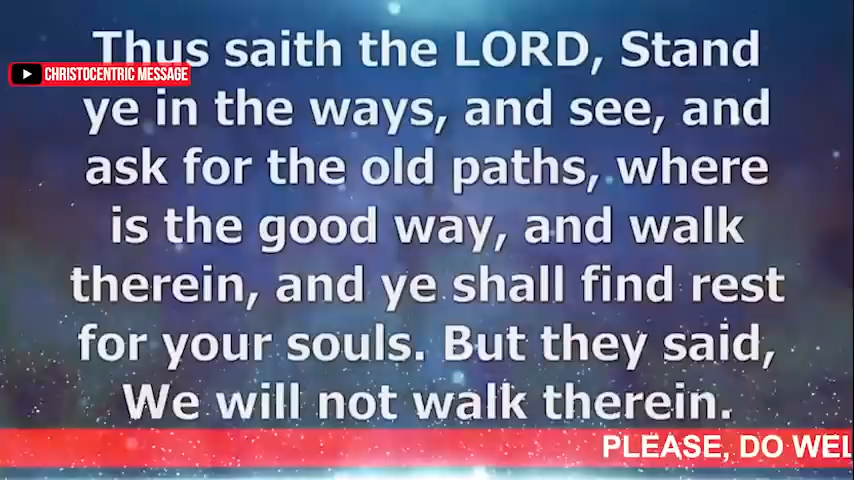 Thus saith the LORD, Stand
CHRISTOCENTRIC MESSAGE
ye in the ways, and see, and
ask for the old paths, where
is the good way, and walk
therein, and ye shall find rest
for your souls. But they said,
We will not walk therein.
PLEASE, DO WEL